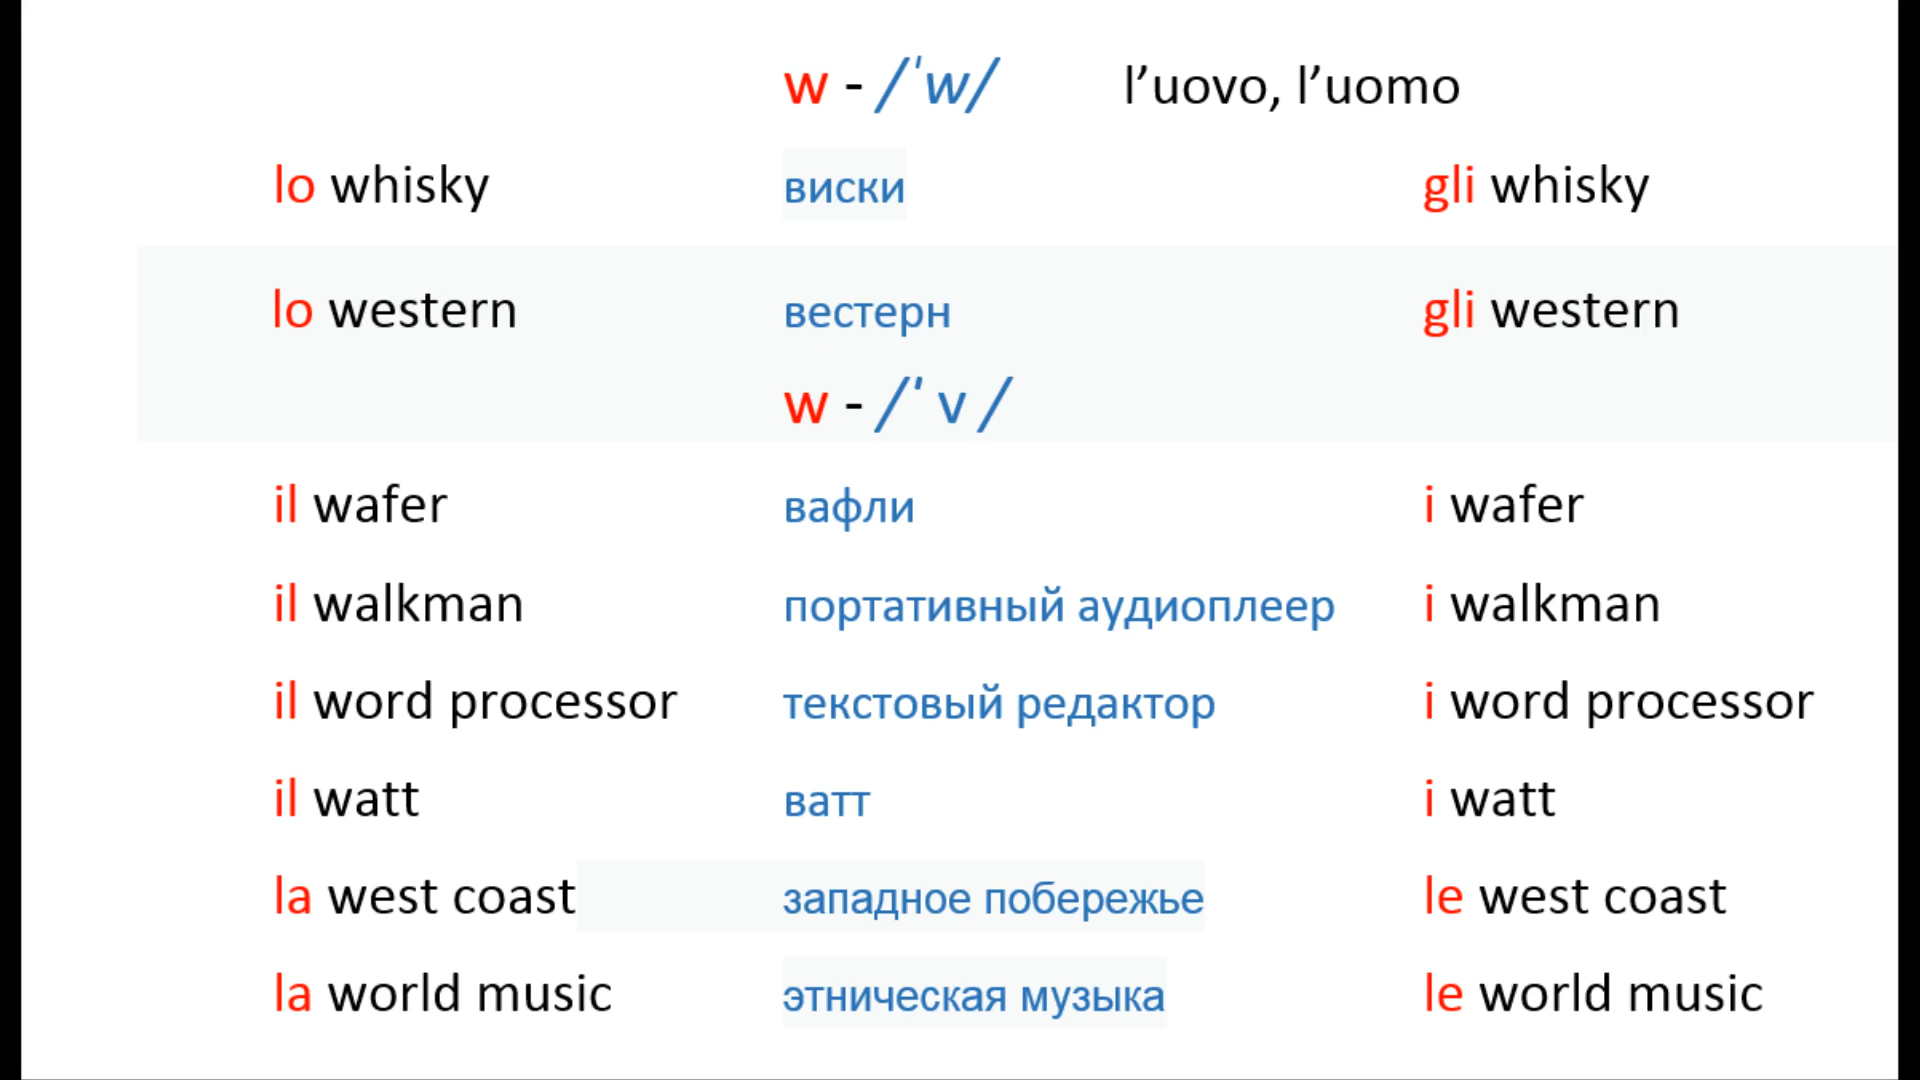 w - /ˈw/ l’uovo, l’uomo
lo whisky виски gli whisky
lo western вестерн gli western
w - /ˈ v /
il wafer вафли i wafer
il walkman портативный аудиоплеер i walkman
il word processor текстовый редактор i word processor
il watt ватт i watt
la west coast западное побережье le west coast
la world music этническая музыка le world music